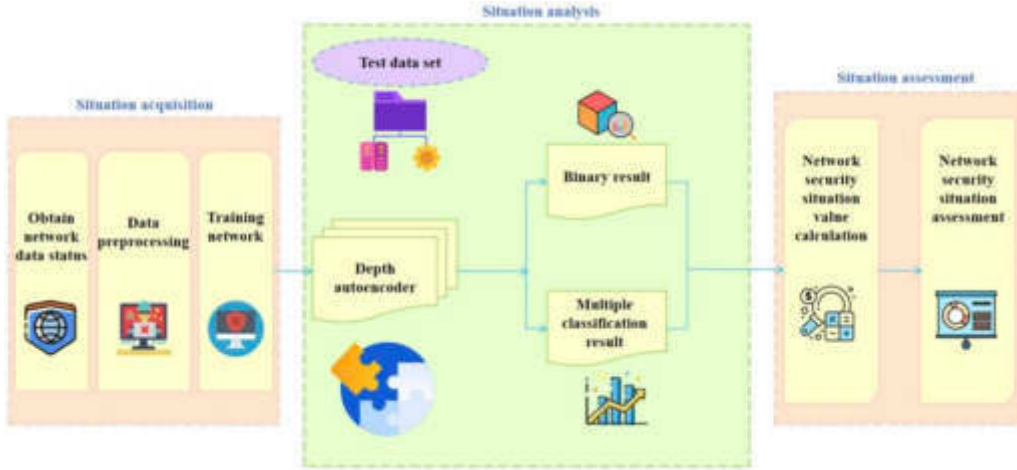 Situation analysis
Test data set
Situation assessment
Situation acquisition
Network
security
situation
value
calculation
Network
security
situation
assessment
Binary result
Obtain
network
data status
Data
preprocessing
Training
network
Depth
autoencoder
Multiple
classification
result